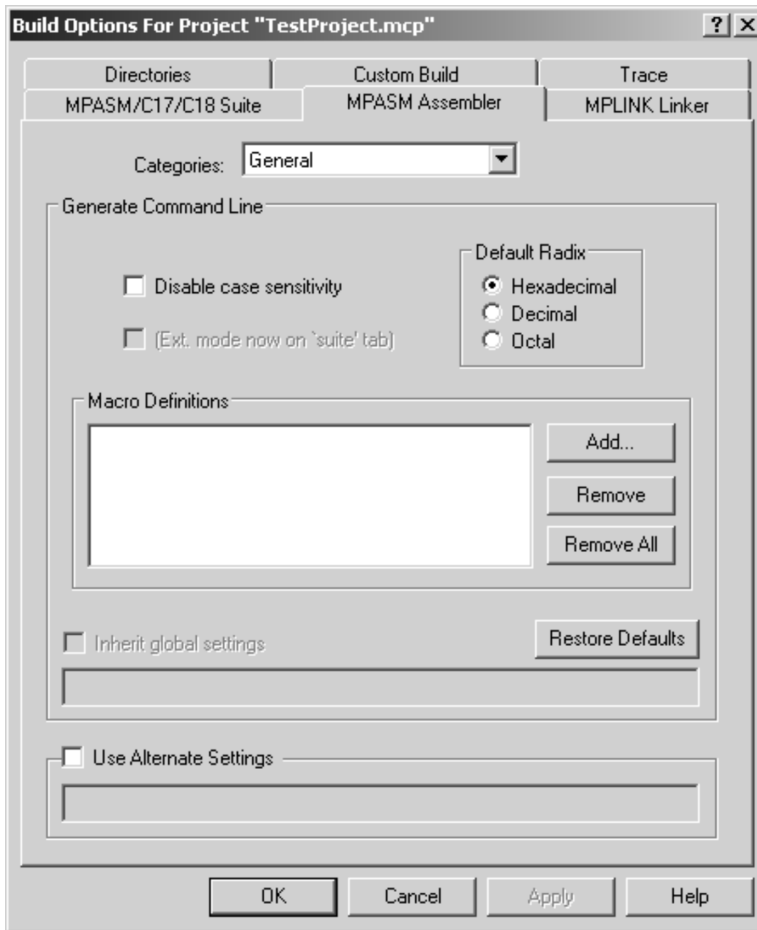 Build Options For Project "TestProject.mcp"
Directories
Custom Build
Trace
MPASM/C17/C18 Suite
MPASM Assembler
MPLINK Linker
Categories:
General
Generate Command Line
Default Radix
Disable case sensitivity
Hexadecimal
Decimal
(Ext. mode now on `suite' tab)
Octal
Macro Definitions
Add...
Remove
Remove All
Inherit global settings
Restore Defaults
Use Alternate Settings
OK
Cancel
Apply
Help